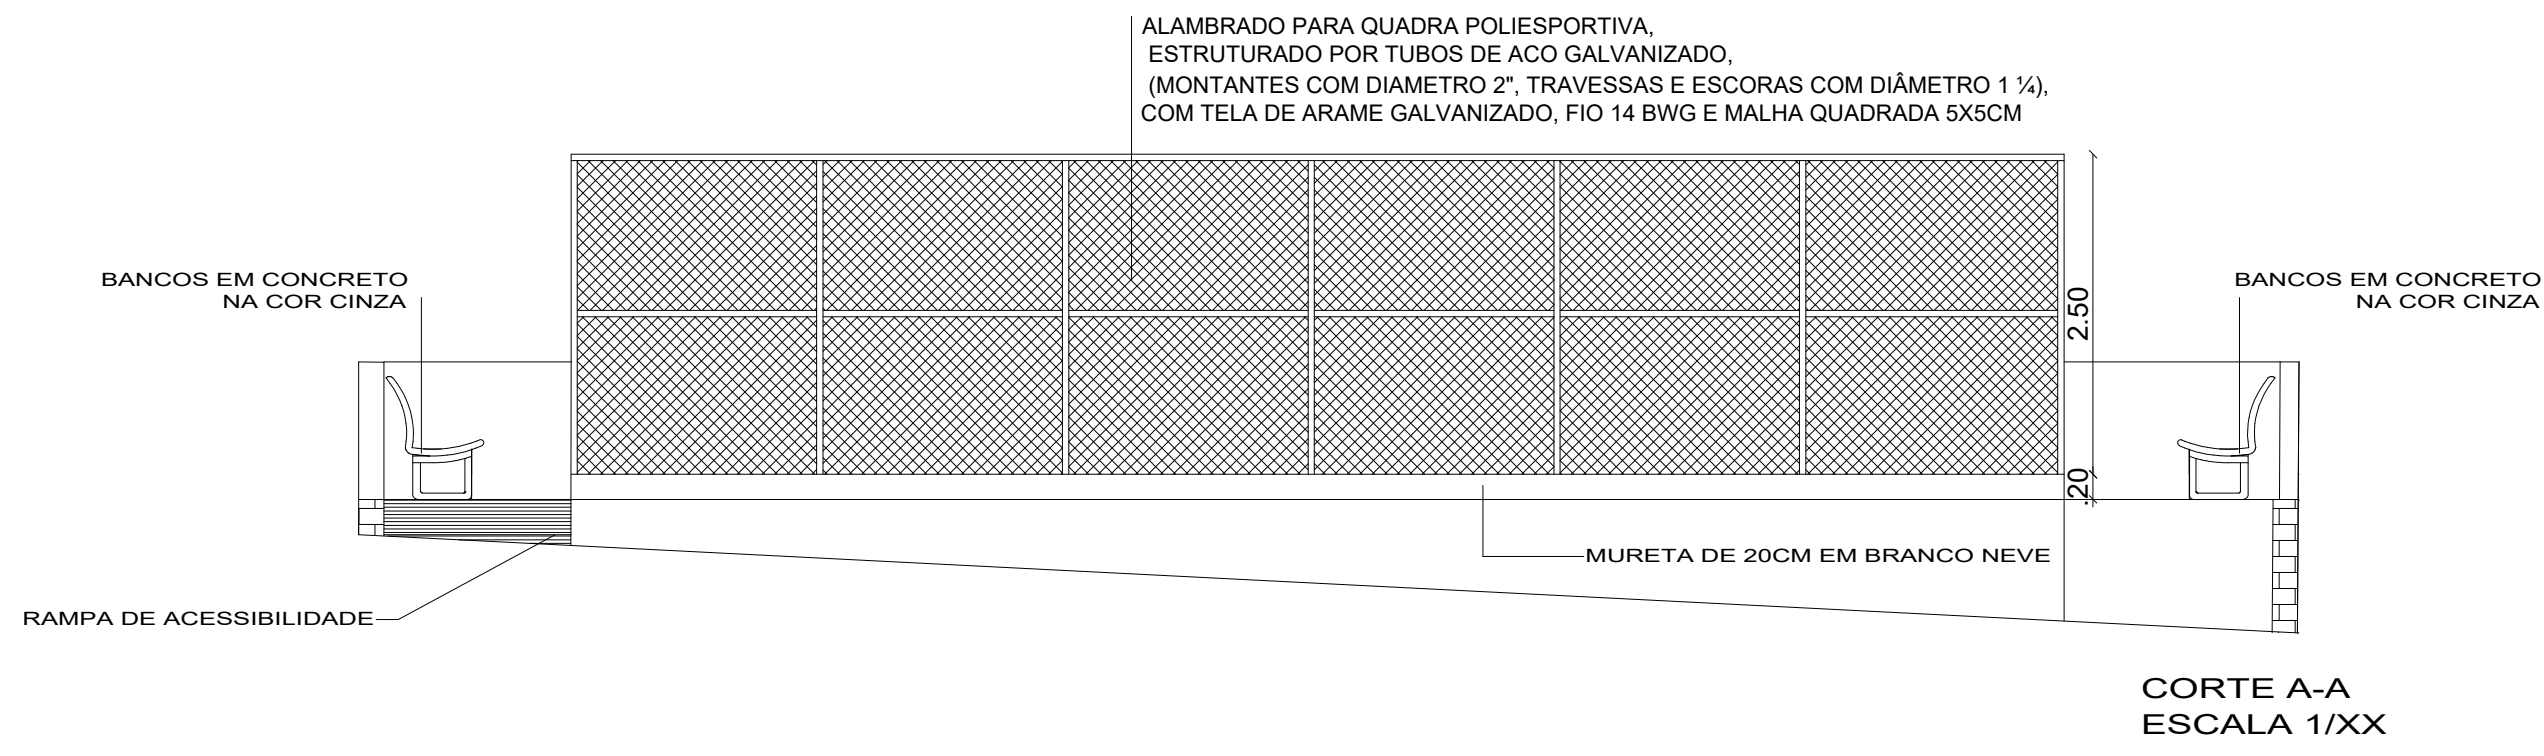 ALAMBRADO PARA QUADRA POLIESPORTIVA,
ESTRUTURADO POR TUBOS DE ACO GALVANIZADO,
(MONTANTES COM DIAMETRO 2", TRAVESSAS E ESCORAS COM DIÂMETRO 1 ¼),
COM TELA DE ARAME GALVANIZADO, FIO 14 BWG E MALHA QUADRADA 5X5CM
BANCOS EM CONCRETO
NA COR CINZA
2.50
BANCOS EM CONCRETO
NA COR CINZA
.20
MURETA DE 20CM EM BRANCO NEVE
RAMPA DE ACESSIBILIDADE
CORTE A-A
ESCALA 1/XX